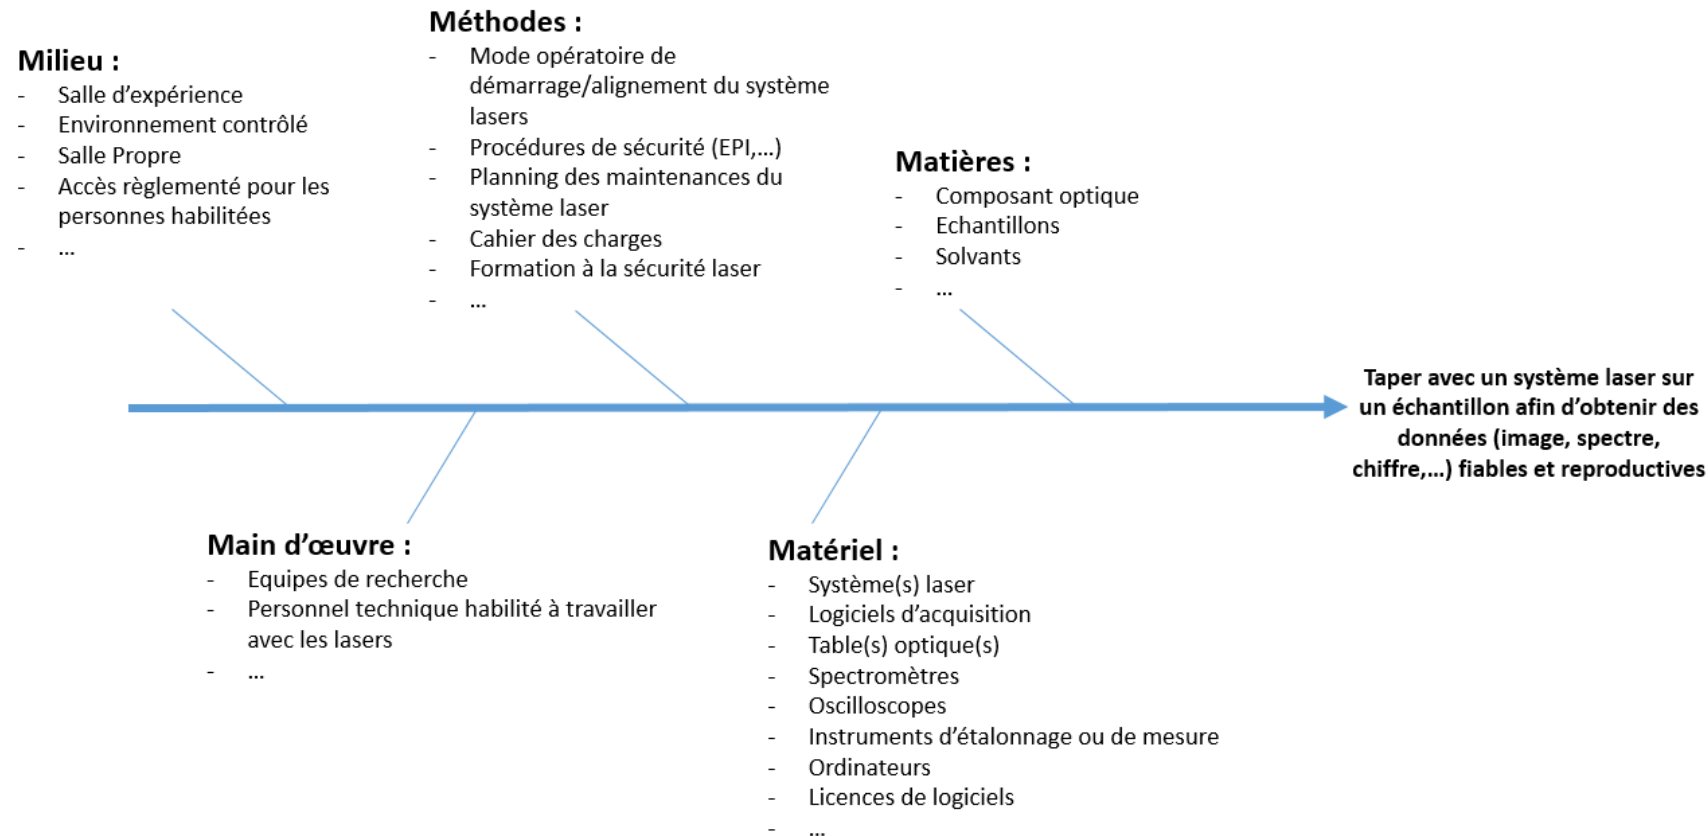 Milieu :
- Salle d’expérience
- Environnement contrôlé
- Salle Propre
- Accès règlementé pour les
personnes habilitées
- ...
Méthodes :
- Mode opératoire de
démarrage/alignement du système
lasers
- Procédures de sécurité (EPI,...)
- Planning des maintenances du
système laser
- Cahier des charges
- Formation à la sécurité laser
- ...
Matières :
- Composant optique
- Echantillons
- Solvants
- ...
Taper avec un système laser sur
un échantillon afin d’obtenir des
données (image, spectre,
chiffre,...) fiables et reproductives
Main d’œuvre :
- Equipes de recherche
- Personnel technique habilité à travailler
avec les lasers
- ...
Matériel :
- Système(s) laser
- Logiciels d’acquisition
- Table(s) optique(s)
- Spectromètres
- Oscilloscopes
- Instruments d’étalonnage ou de mesure
- Ordinateurs
- Licences de logiciels
- ...